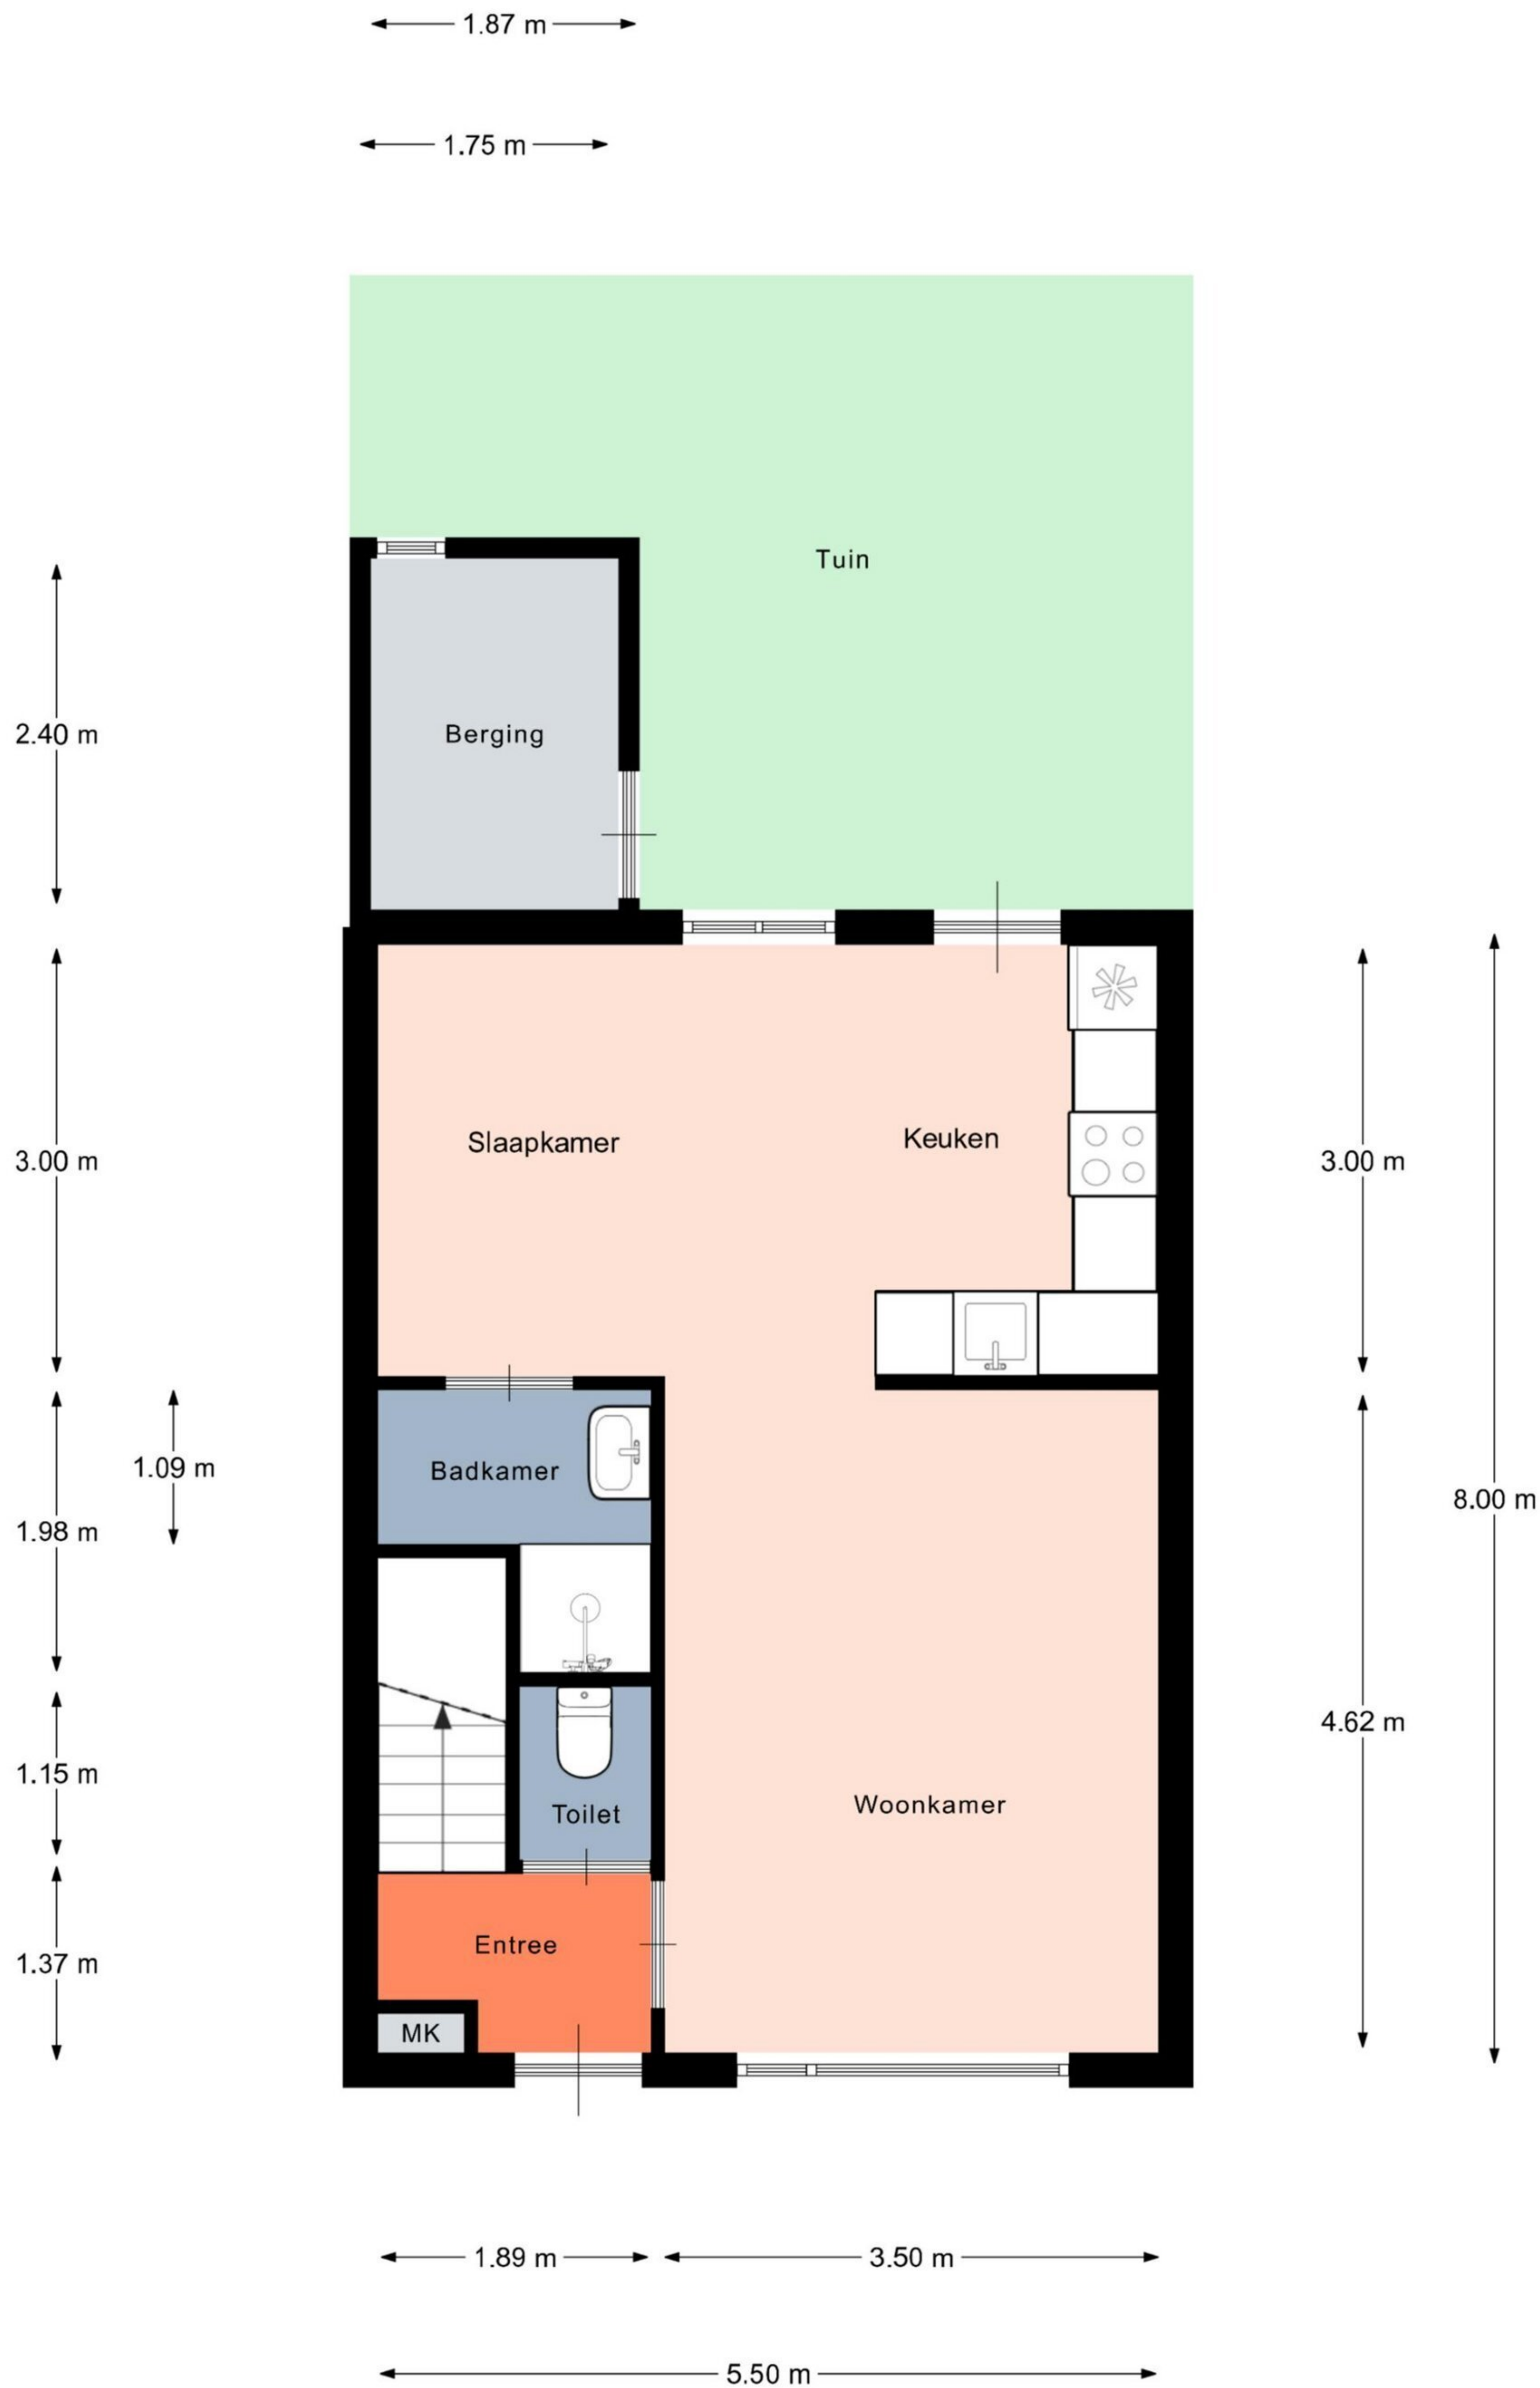 1.87 m
1.75 m
Tuin
2.40 m
Berging
Slaapkamer
Keuken
3.00 m
3.00 m
1.09 m
Badkamer
8.00 m
1.98 m
4.62 m
1.15 m
Toilet
Woonkamer
Entree
1.37 m
MK
1.89 m
3.50 m
5.50 m